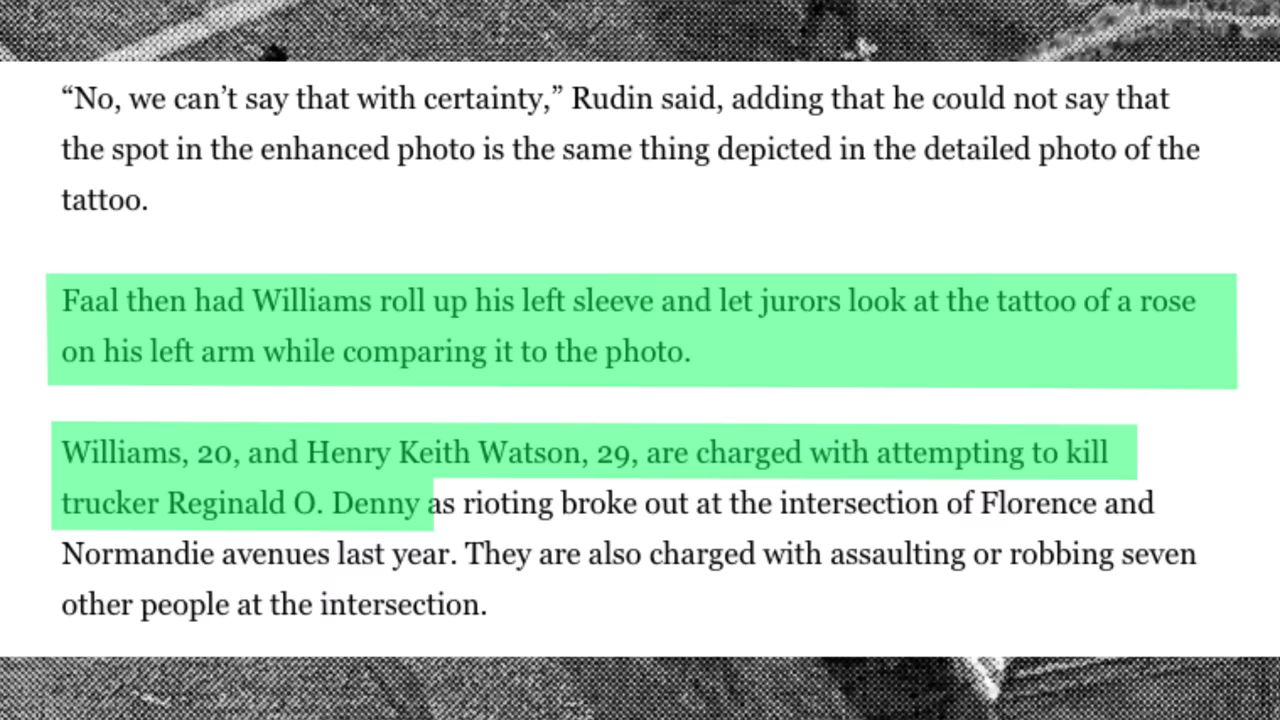 “No, we can’t say that with certainty,” Rudin said, adding that he could not say that
the spot in the enhanced photo is the same thing depicted in the detailed photo of the
tattoo.
Faal then had Williams roll up his left sleeve and let jurors look at the tattoo of a rose
on his left arm while comparing it to the photo.
Williams, 20, and Henry Keith Watson, 29, are charged with attempting to kill
trucker Reginald O. Denny as rioting broke out at the intersection of Florence and
Normandie avenues last year. They are also charged with assaulting or robbing seven
other people at the intersection.